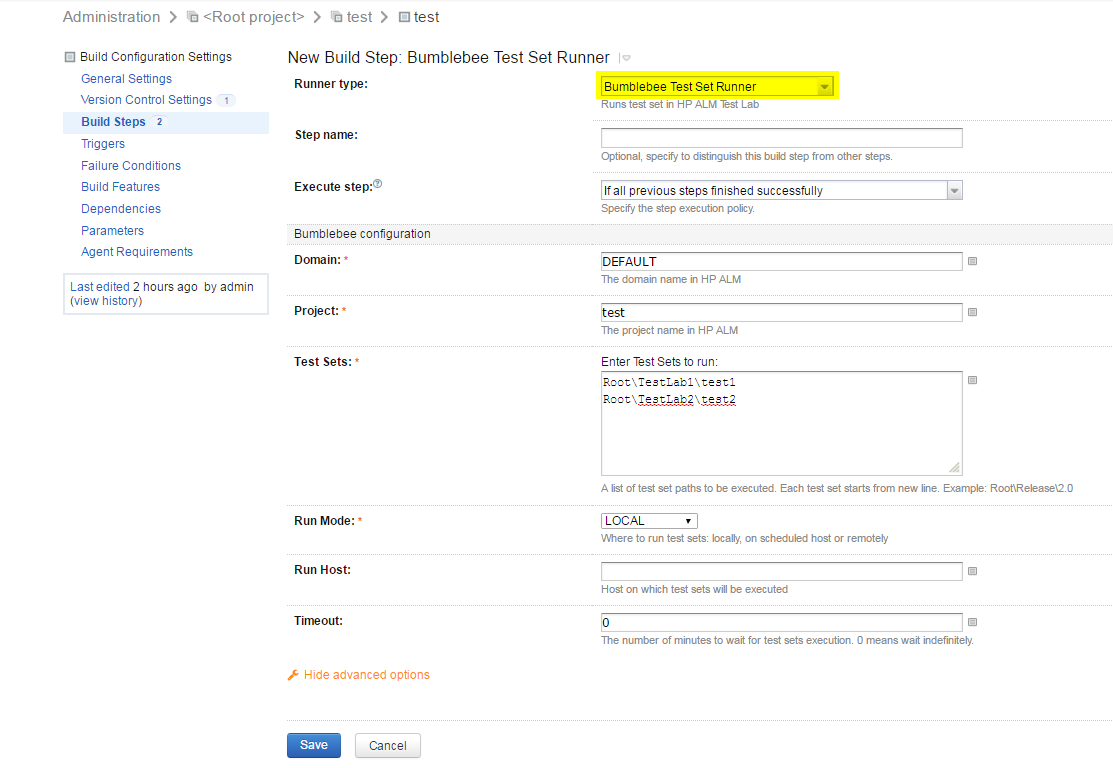 Administration > <Root project> > test > test
Build Configuration Settings
General Settings
Version Control Settings 1
Build Steps 2
Triggers
Failure Conditions
Build Features
Dependencies
Parameters
Agent Requirements
Last edited 2 hours ago by admin
(view history)
New Build Step: Bumblebee Test Set Runner
Runner type:
Bumblebee Test Set Runner
Runs test set in HP ALM Test Lab
Step name:
Optional, specify to distinguish this build step from other steps.
Execute step:?
If all previous steps finished successfully
Specify the step execution policy.
Bumblebee configuration
Domain: *
DEFAULT
The domain name in HP ALM
Project: *
test
The project name in HP ALM
Test Sets: *
Enter Test Sets to run:
Root\TestLab1\test1
Root\TestLab2\test2
A list of test set paths to be executed. Each test set starts from new line. Example: Root\Release\2.0
Run Mode: *
LOCAL
Where to run test sets: locally, on scheduled host or remotely
Run Host:
Host on which test sets will be executed
Timeout:
0
The number of minutes to wait for test sets execution. 0 means wait indefinitely.
Hide advanced options
Save
Cancel